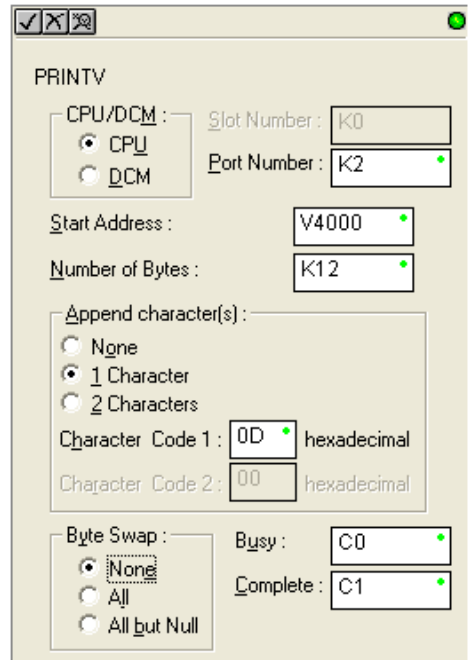 PRINTV
CPU/DCM :
CPU
DCM
Slot Number : K0
Port Number : K2
Start Address : V4000
Number of Bytes : K12
Append character(s) :
None
1 Character
2 Characters
Character Code 1 : 0D hexadecimal
Character Code 2 : 00 hexadecimal
Byte Swap :
None
All
All but Null
Busy : C0
Complete : C1